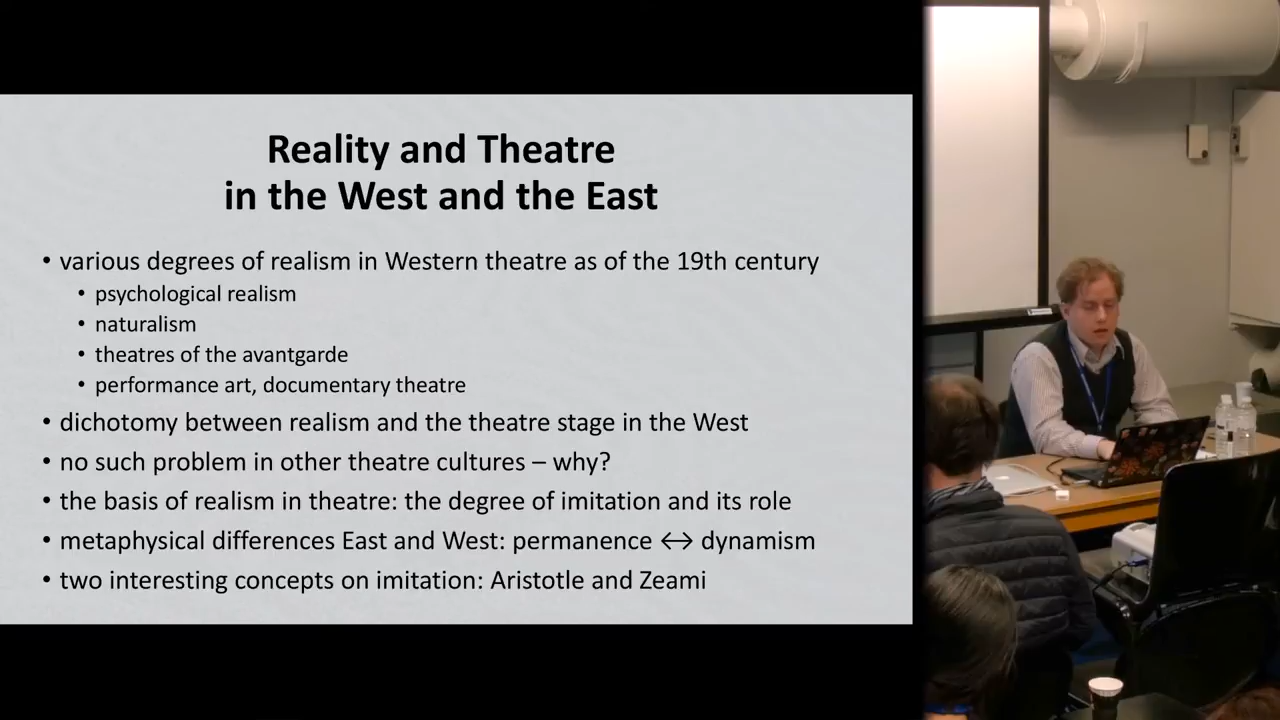 Reality and Theatre
in the West and the East
• various degrees of realism in Western theatre as of the 19th century
• psychological realism
• naturalism
• theatres of the avantgarde
• performance art, documentary theatre
• dichotomy between realism and the theatre stage in the West
• no such problem in other theatre cultures – why?
• the basis of realism in theatre: the degree of imitation and its role
• metaphysical differences East and West: permanence ↔ dynamism
• two interesting concepts on imitation: Aristotle and Zeami